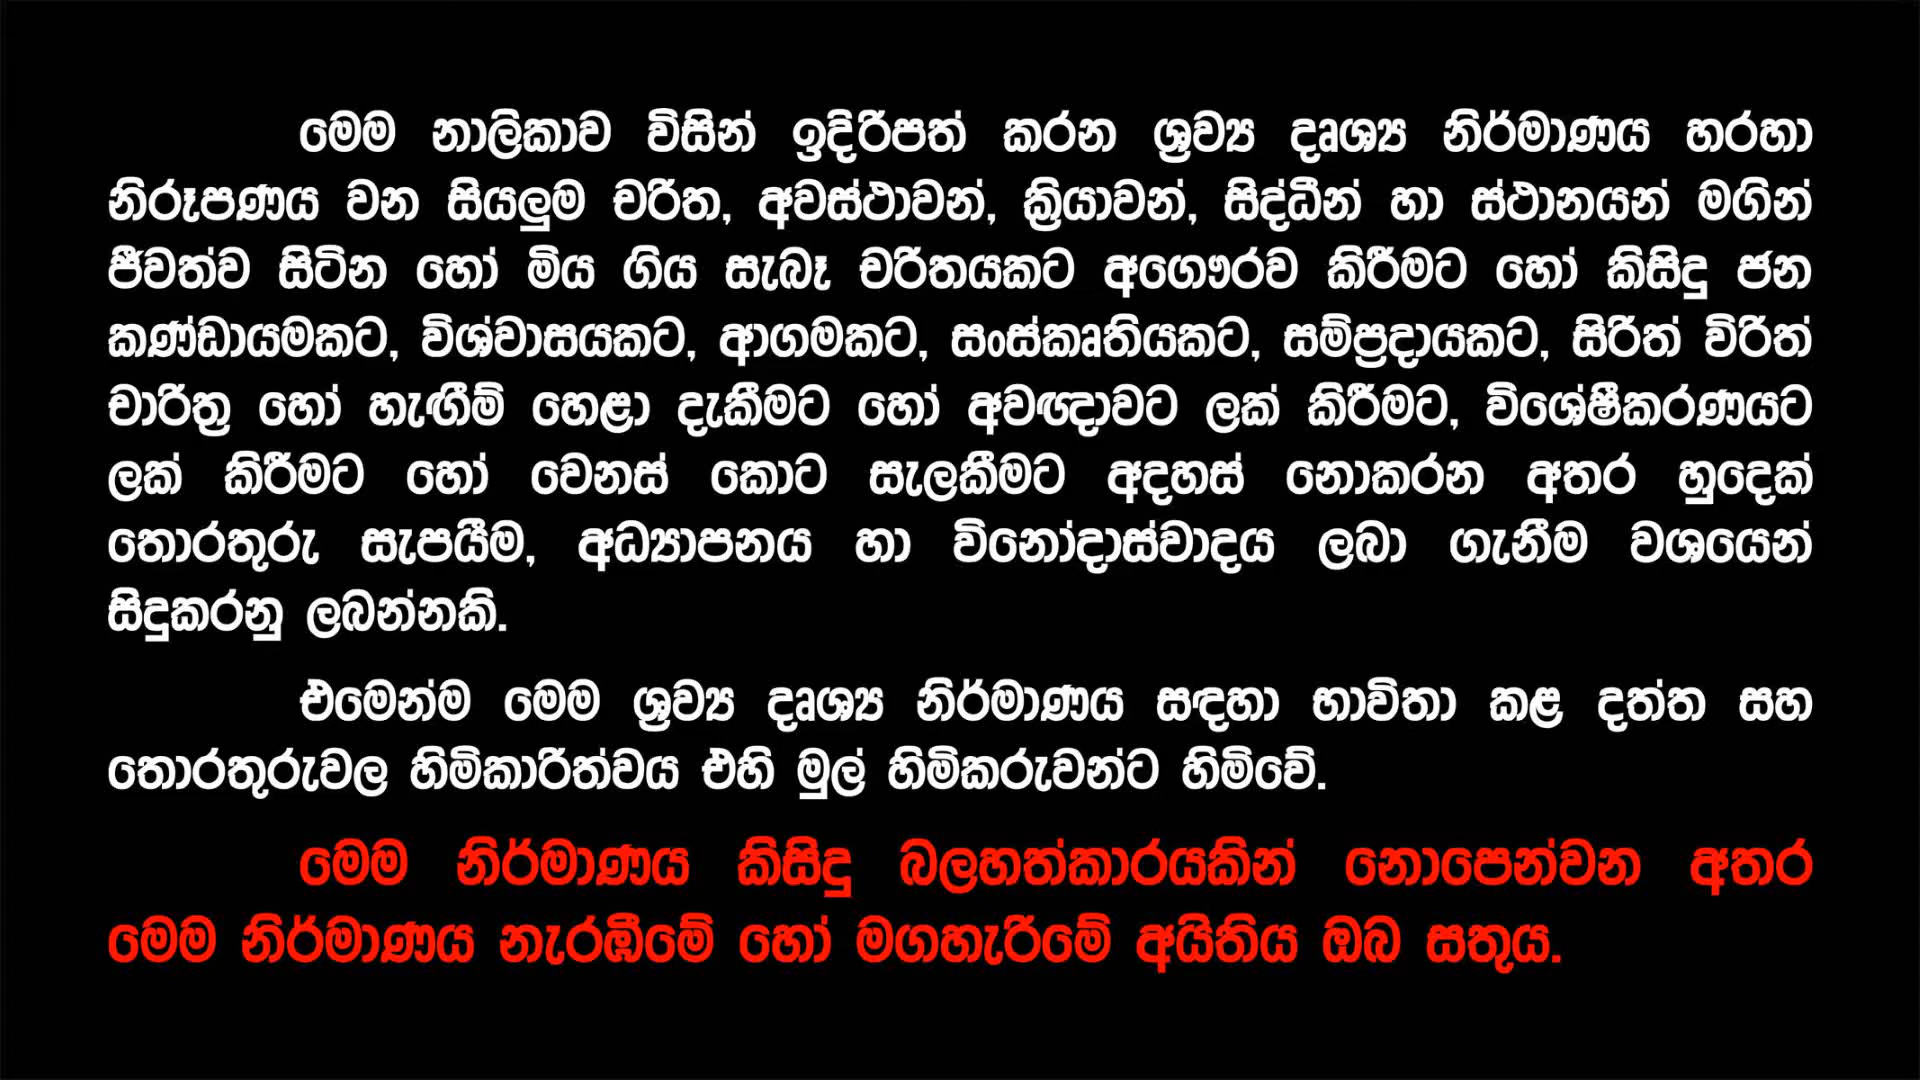 මෙම නාලිකාව විසින් ඉදිරිපත් කරන ශ්‍රව්‍ය දෘශ්‍ය නිර්මාණය හරහා
නිරූපණය වන සියලුම චරිත, අවස්ථාවන්, ක්‍රියාවන්, සිද්ධීන් හා ස්ථානයන් මගින්
ජීවත්ව සිටින හෝ මිය ගිය සැබෑ චරිතයකට අගෞරව කිරීමට හෝ කිසිදු ජන
කණ්ඩායමකට, විශ්වාසයකට, ආගමකට, සංස්කෘතියකට, සම්ප්‍රදායකට, සිරිත් විරිත්
චාරිත්‍ර හෝ හැඟීම් හෙළා දැකීමට හෝ අවඥාවට ලක් කිරීමට, විශේෂීකරණයට
ලක් කිරීමට හෝ වෙනස් කොට සැලකීමට අදහස් නොකරන අතර හුදෙක්
තොරතුරු සැපයීම, අධ්‍යාපනය හා විනෝදාස්වාදය ලබා ගැනීම වශයෙන්
සිදුකරනු ලබන්නකි.
එමෙන්ම මෙම ශ්‍රව්‍ය දෘශ්‍ය නිර්මාණය සඳහා භාවිතා කළ දත්ත සහ
තොරතුරුවල හිමිකාරිත්වය එහි මුල් හිමිකරුවන්ට හිමිවේ.
මෙම නිර්මාණය කිසිදු බලහත්කාරයකින් නොපෙන්වන අතර
මෙම නිර්මාණය නැරඹීමේ හෝ මගහැරීමේ අයිතිය ඔබ සතුය.